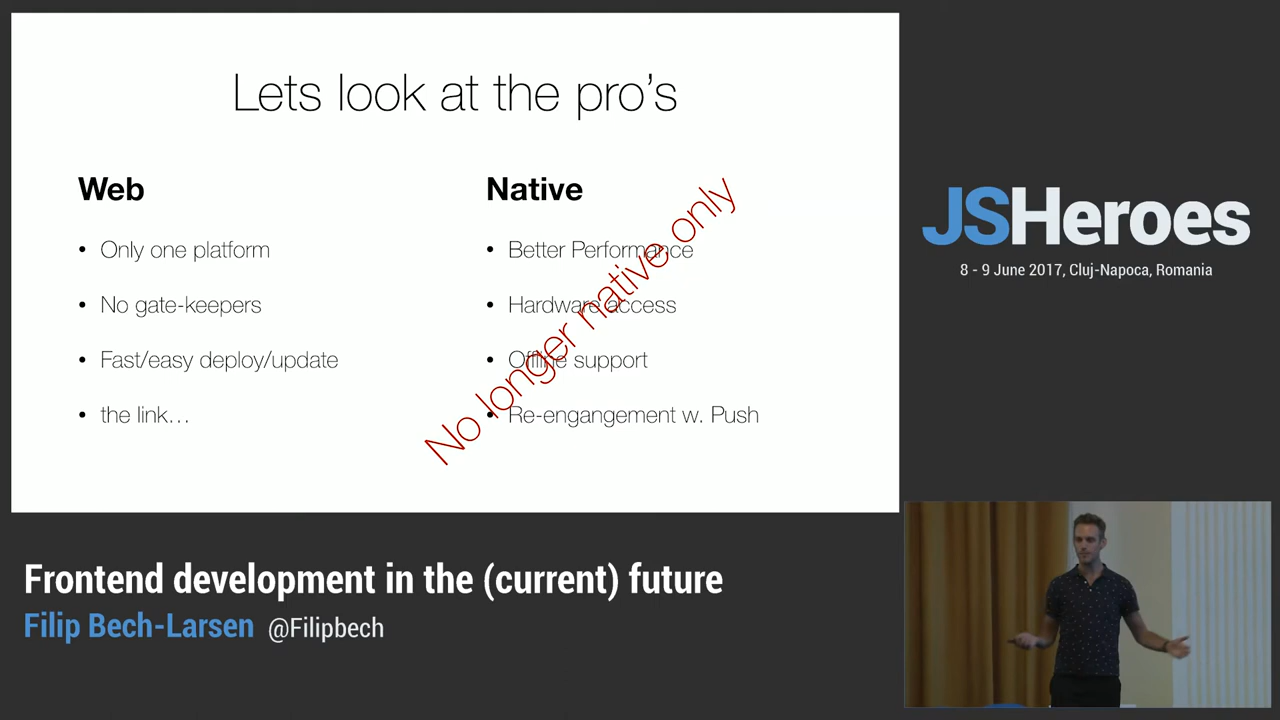 Lets look at the pro's
Web
• Only one platform
• No gate-keepers
• Fast/easy deploy/update
• the link...
Native
• Better Performance
• Hardware access
• Offline support
• Re-engangement w. Push
No longer native only
JSHeroes
8 - 9 June 2017, Cluj-Napoca, Romania
Frontend development in the (current) future
Filip Bech-Larsen @Filipbech